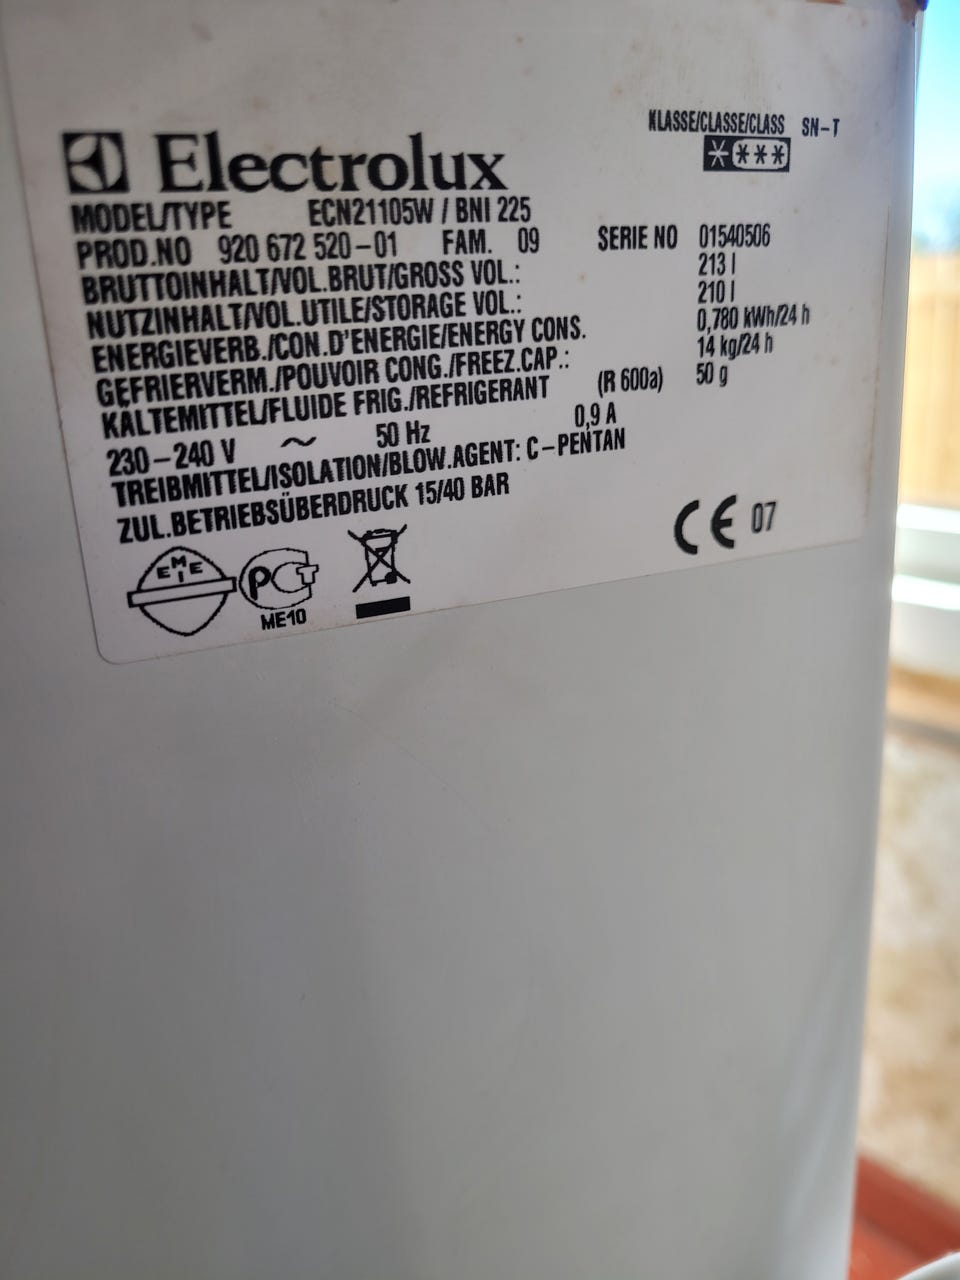 KLASSE/CLASSE/CLASS SN-T
Electrolux
MODEL/TYPE ECN21105W / BNI 225
PROD.NO 920 672 520-01 FAM. 09 SERIE NO 01540506
BRUTTOINHALT/VOL.BRUT/GROSS VOL.: 213 l
NUTZINHALT/VOL.UTILE/STORAGE VOL.: 210 l
ENERGIEVERB./CON.D'ENERGIE/ENERGY CONS. 0,780 kWh/24 h
GEFRIERVERM./POUVOIR CONG./FREEZ.CAP.: 14 kg/24 h
KÄLTEMITTEL/FLUIDE FRIG./REFRIGERANT (R 600a) 50 g
230-240 V ~ 50 Hz 0,9 A
TREIBMITTEL/ISOLATION/BLOW.AGENT: C-PENTAN
ZUL.BETRIEBSÜBERDRUCK 15/40 BAR
CE 07
EMEI
PCT
ME10